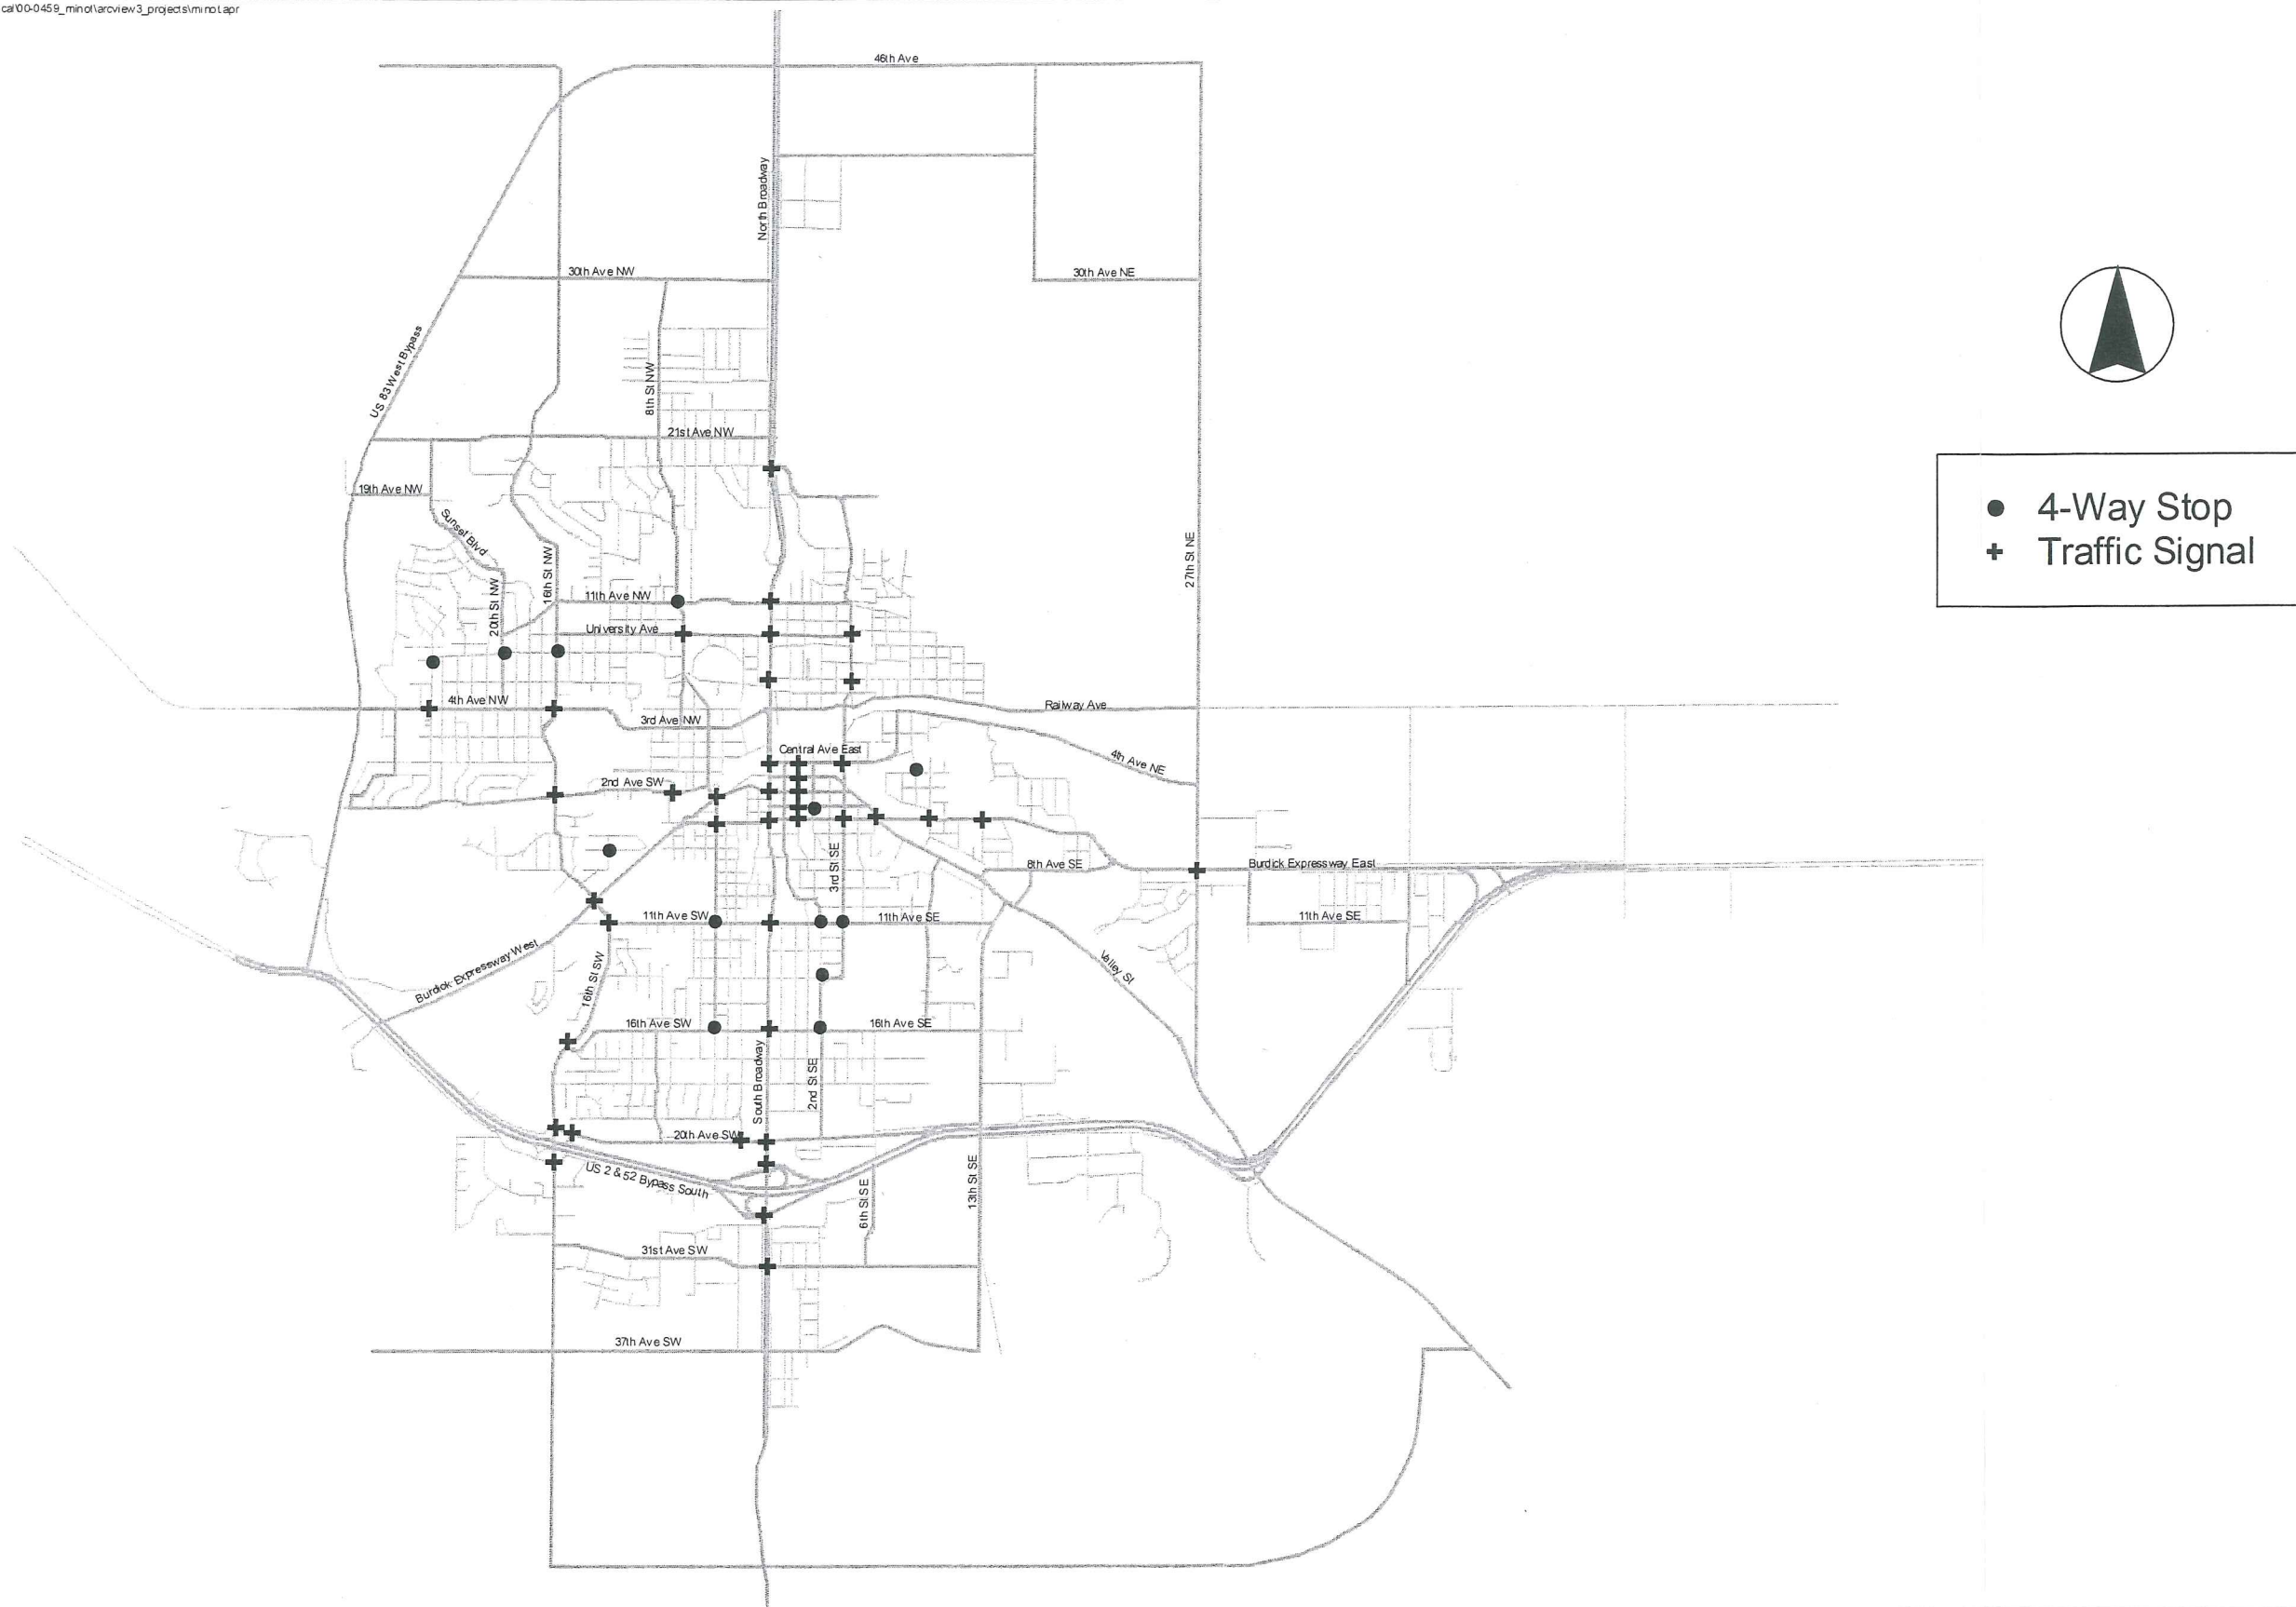 cal\00-0459_minot\arcview3_projects\minot.apr
46th Ave
North Broadway
30th Ave NW
30th Ave NE
US 83 West Bypass
8th St NW
21st Ave NW
19th Ave NW
Sunset Blvd
4-Way Stop
Traffic Signal
27th St NE
16th St NW
20th St NW
11th Ave NW
University Ave
4th Ave NW
3rd Ave NW
Railway Ave
Central Ave East
4th Ave NE
2nd Ave SW
3rd St SE
8th Ave SE
Burdick Expressway East
11th Ave SW
11th Ave SE
11th Ave SE
Burdick Expressway West
16th St SW
Valley St
16th Ave SW
16th Ave SE
South Broadway
2nd St SE
20th Ave SW
US 2 & 52 Bypass South
6th St SE
13th St SE
31st Ave SW
37th Ave SW